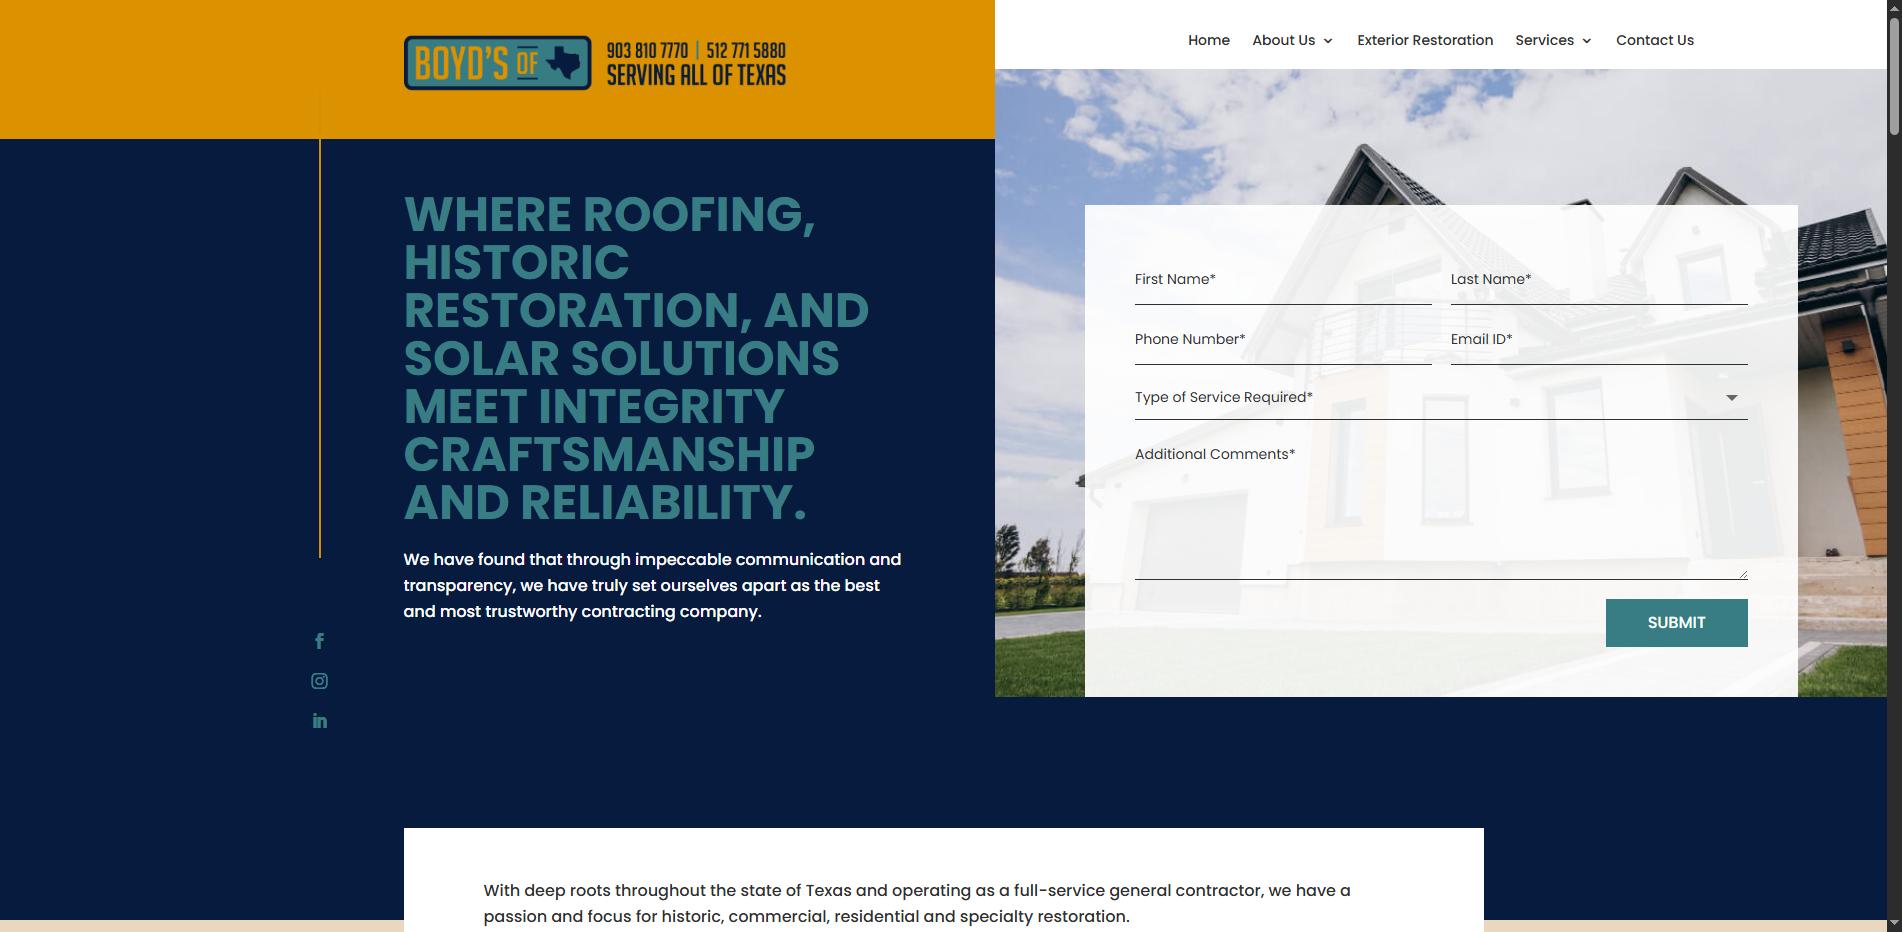 BOYD'S OF
903 810 7770 | 512 771 5880
SERVING ALL OF TEXAS
Home
About Us
Exterior Restoration
Services
Contact Us
WHERE ROOFING,
HISTORIC
RESTORATION, AND
SOLAR SOLUTIONS
MEET INTEGRITY
CRAFTSMANSHIP
AND RELIABILITY.
We have found that through impeccable communication and
transparency, we have truly set ourselves apart as the best
and most trustworthy contracting company.
First Name*
Last Name*
Phone Number*
Email ID*
Type of Service Required*
Additional Comments*
SUBMIT
With deep roots throughout the state of Texas and operating as a full-service general contractor, we have a
passion and focus for historic, commercial, residential and specialty restoration.